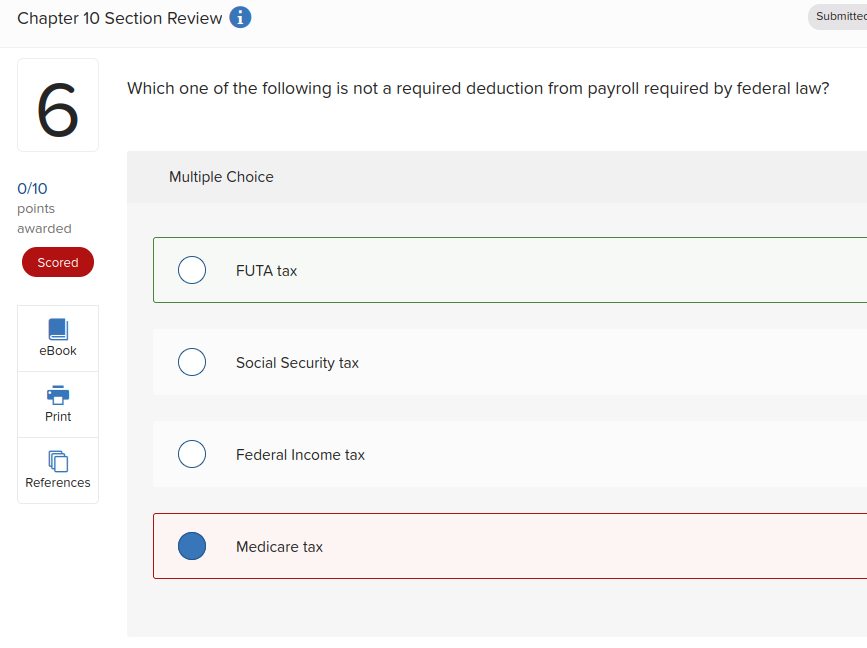 Chapter 10 Section Review i
Submitted
6
Which one of the following is not a required deduction from payroll required by federal law?
0/10
points
awarded
Scored
Multiple Choice
FUTA tax
Social Security tax
Federal Income tax
Medicare tax
eBook
Print
References